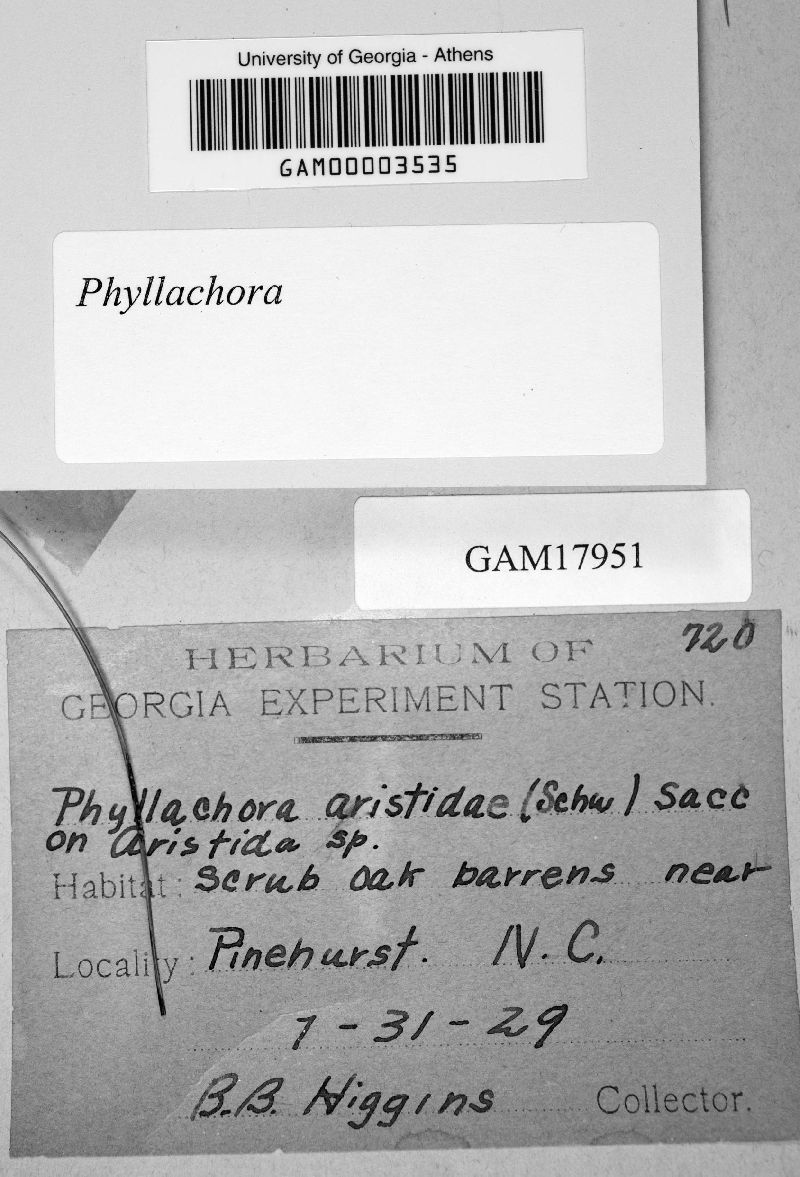 University of Georgia - Athens
GAM00003535
Phyllachora
GAM17951
720
HERBARIUM OF
GEORGIA EXPERIMENT STATION.
Phyllachora aristidae (Schw) Sacc
on Aristida sp.
Habitat: Scrub oak barrens near
Locality: Pinehurst. N.C.
7-31-29
B.B. Higgins Collector.